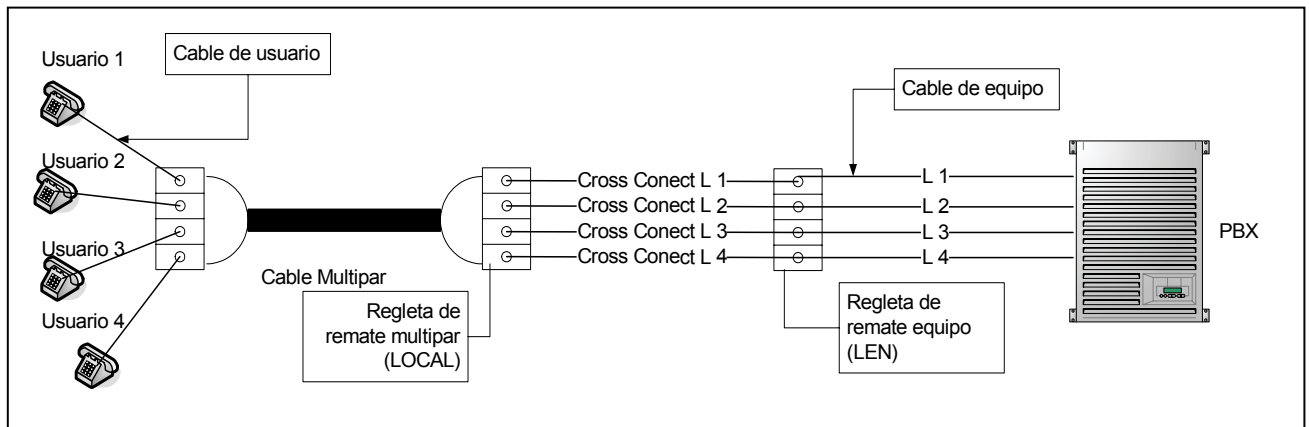 Usuario 1
Cable de usuario
Usuario 2
Usuario 3
Usuario 4
Cable Multipar
Regleta de
remate multipar
(LOCAL)
Cross Conect L 1
Cross Conect L 2
Cross Conect L 3
Cross Conect L 4
Cable de equipo
L 1
L 2
L 3
L 4
Regleta de
remate equipo
(LEN)
PBX